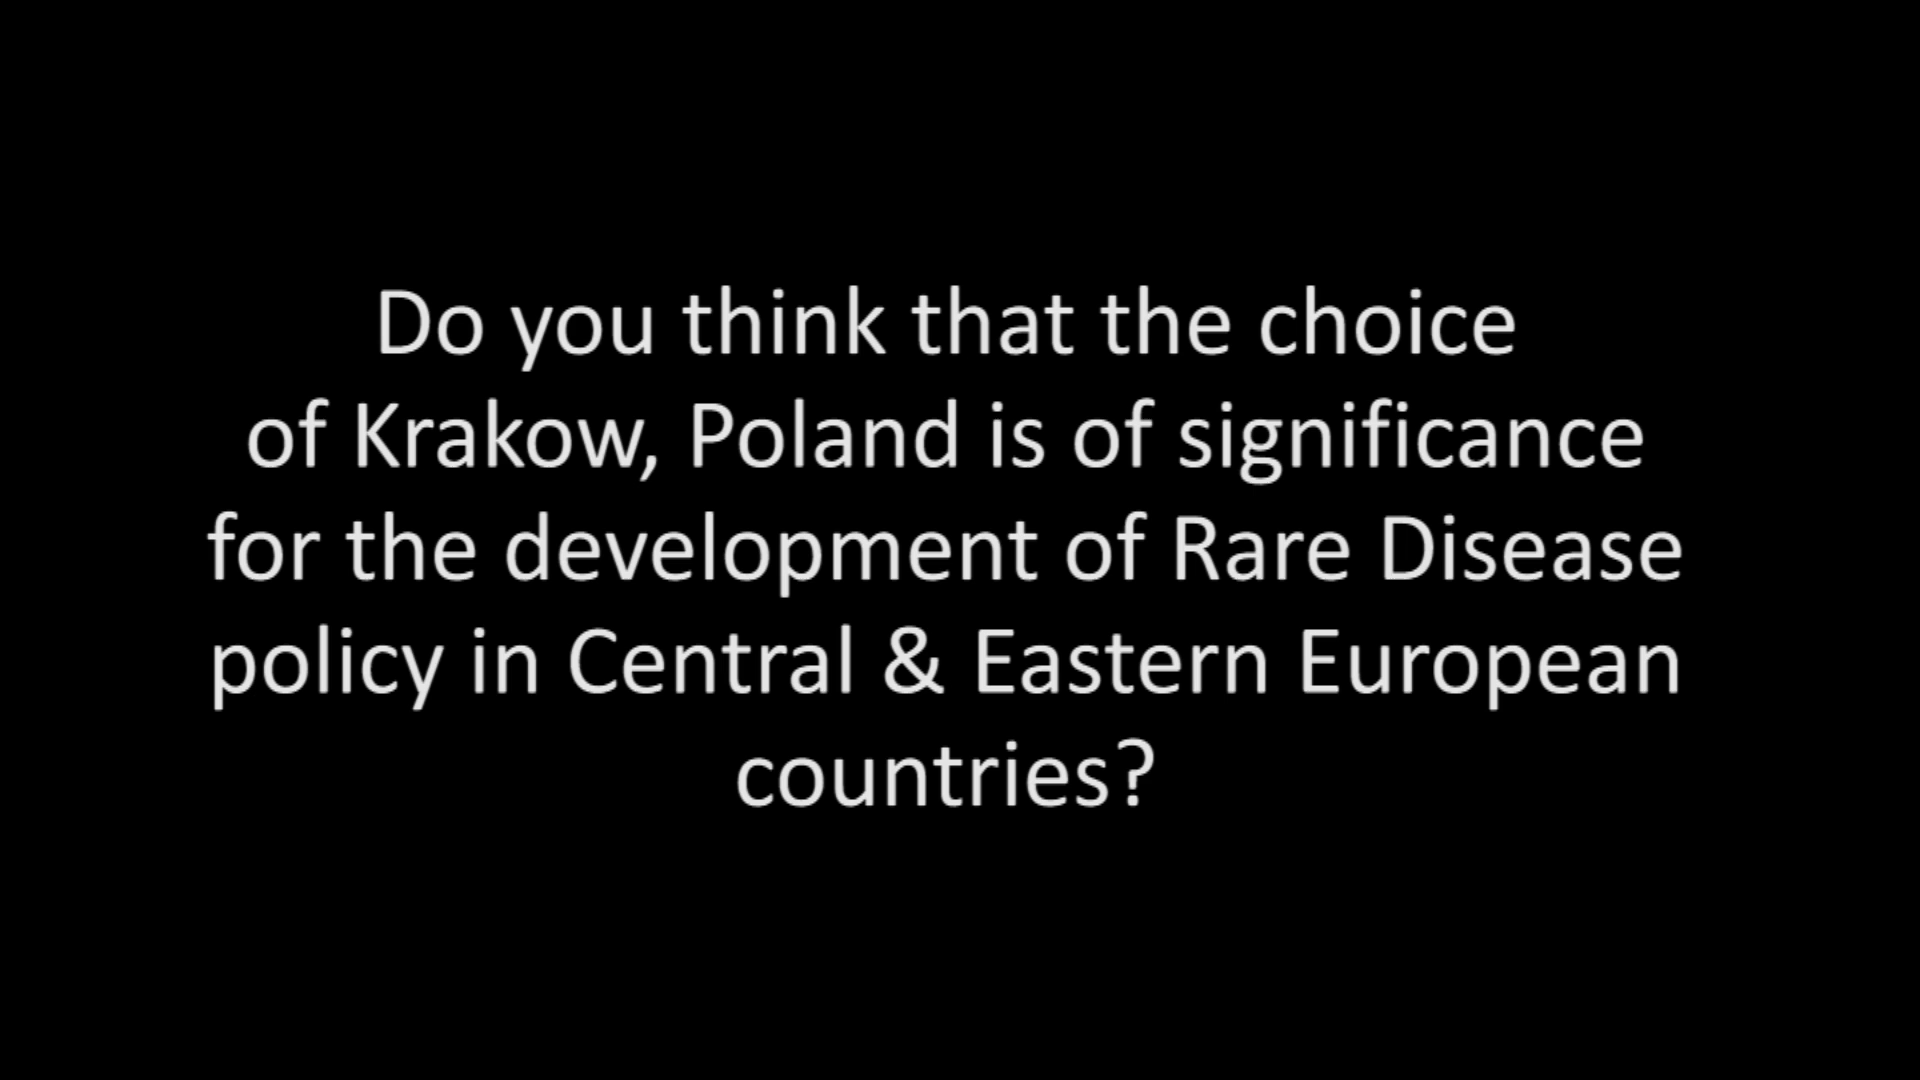 Do you think that the choice
of Krakow, Poland is of significance
for the development of Rare Disease
policy in Central & Eastern European
countries?